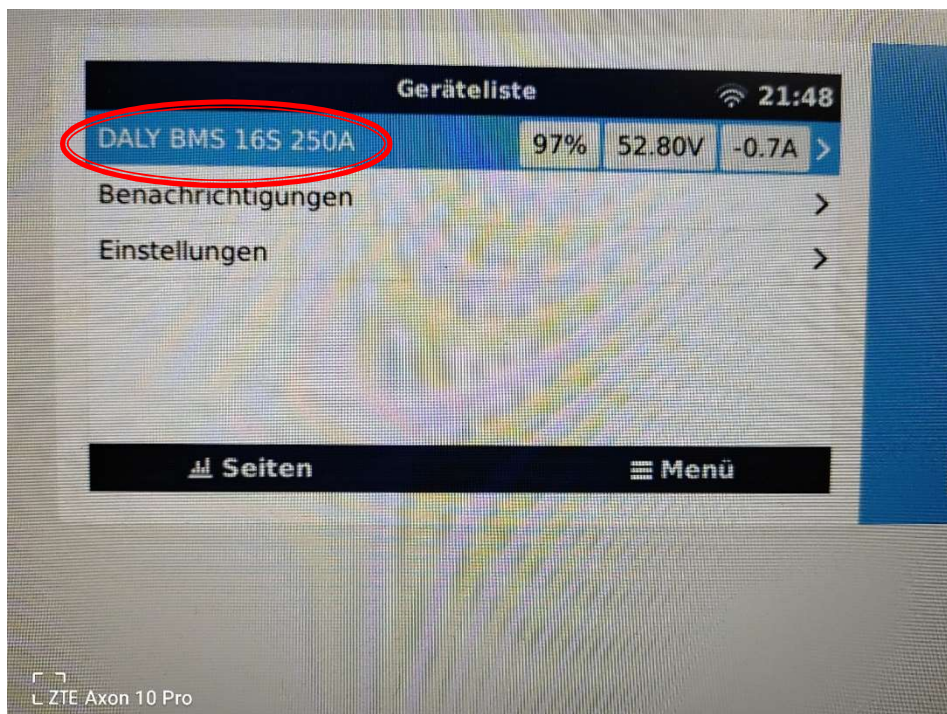 Geräteliste 21:48
DALY BMS 16S 250A 97% 52.80V -0.7A >
Benachrichtigungen >
Einstellungen >
Seiten Menü
ZTE Axon 10 Pro